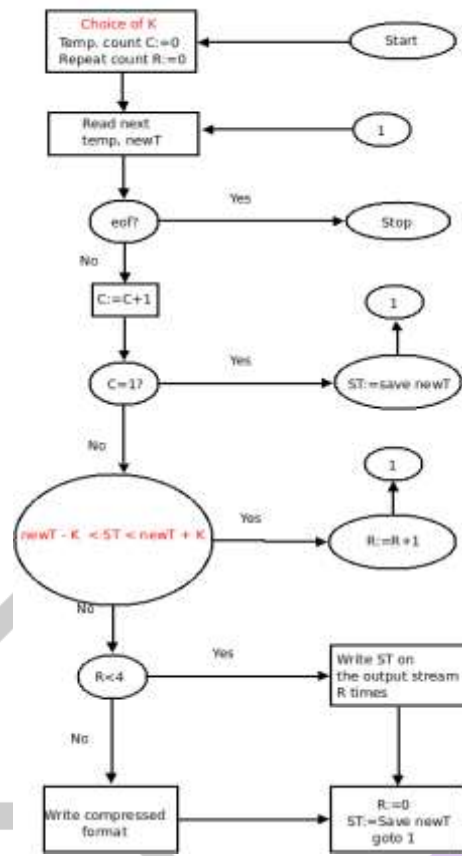 Choice of K
Temp. count C:=0
Repeat count R:=0
Start
Read next
temp. newT
1
eof?
Yes
Stop
No
C:=C+1
1
C=1?
Yes
ST:=save newT
No
1
newT - K < ST < newT + K
Yes
R:=R+1
No
R<4
Yes
Write ST on
the output stream
R times
No
Write compressed
format
R:=0
ST:=Save newT
goto 1